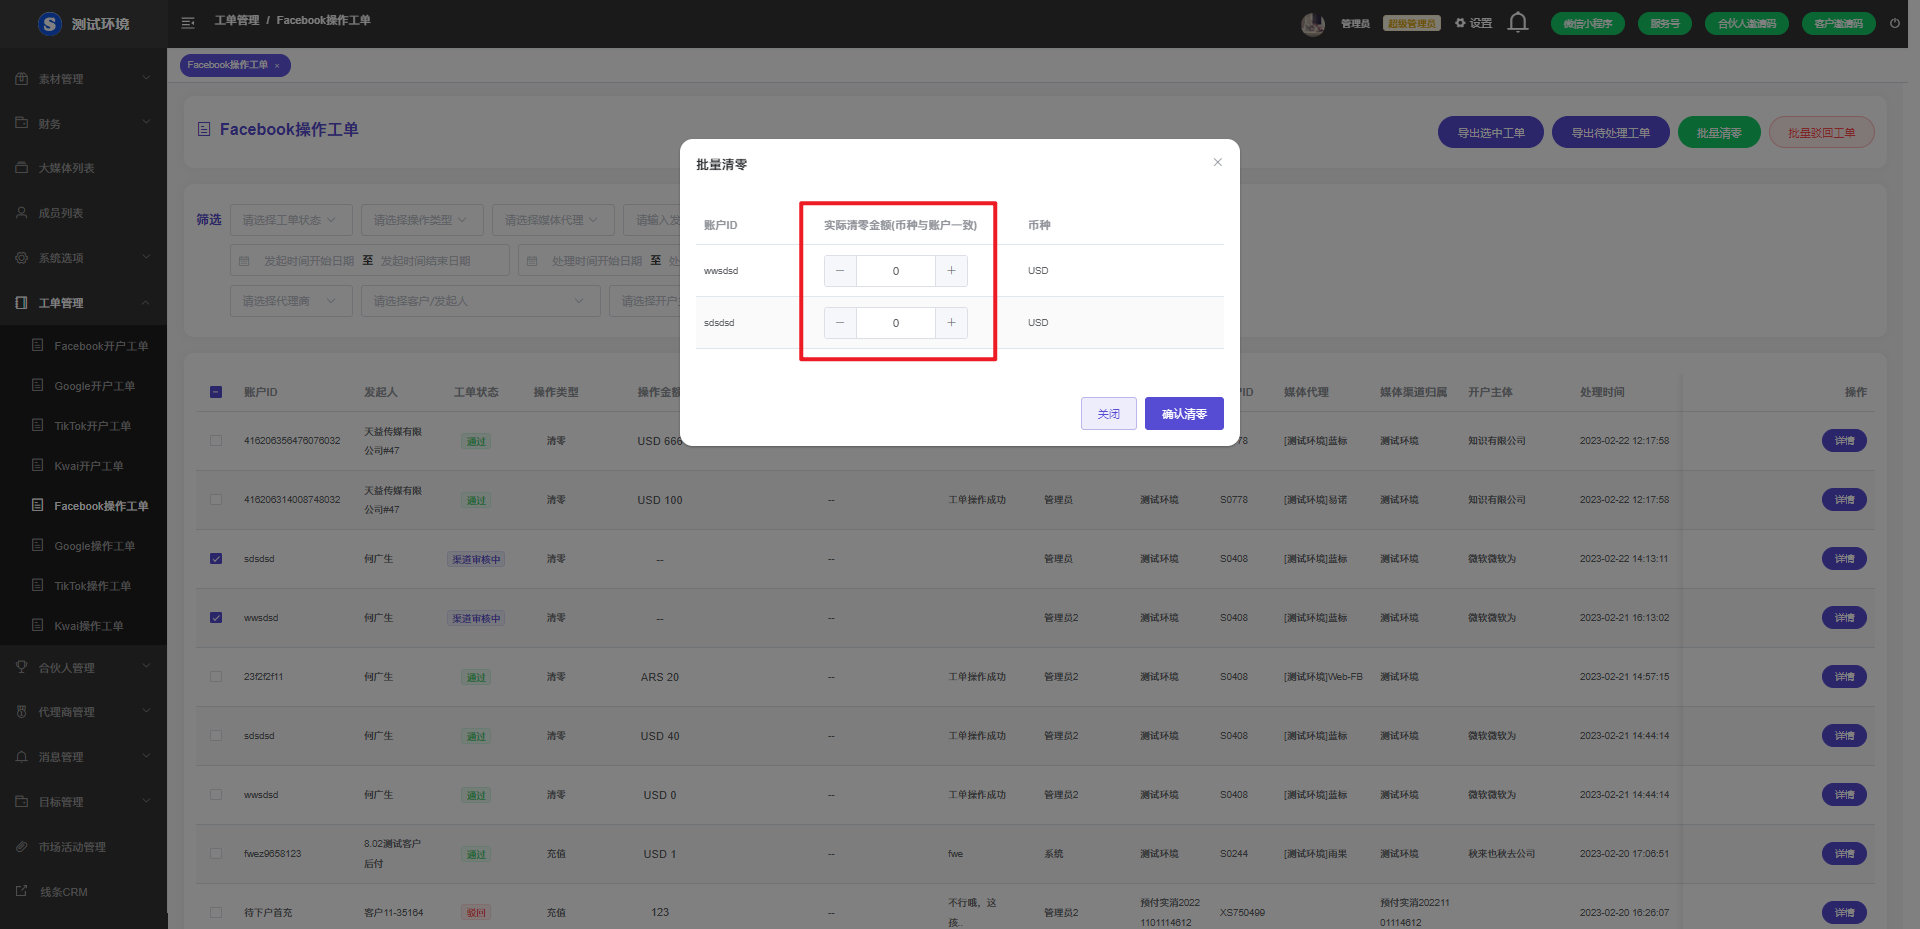 测试环境
工单管理 / Facebook操作工单
管理员
超级管理员
设置
微信小程序
服务号
合伙人邀请码
客户邀请码
Facebook操作工单 ×
素材管理
财务
大媒体列表
成员列表
系统选项
工单管理
Facebook开户工单
Google开户工单
TikTok开户工单
Kwai开户工单
Facebook操作工单
Google操作工单
TikTok操作工单
Kwai操作工单
合伙人管理
代理商管理
消息管理
目标管理
市场活动管理
线条CRM
Facebook操作工单
导出选中工单
导出待处理工单
批量清零
批量驳回工单
筛选
请选择工单状态
请选择操作类型
请选择媒体代理
请输入发
发起时间开始日期 至 发起时间结束日期
处理时间开始日期 至 处
请选择代理商
请选择客户/发起人
请选择开户
批量清零
账户ID 实际清零金额(币种与账户一致) 币种
wwsdsd − 0 + USD
sdsdsd − 0 + USD
关闭
确认清零
账户ID 发起人 工单状态 操作类型 操作金额 ID 媒体代理 媒体渠道归属 开户主体 处理时间 操作
416206356476076032 天益传媒有限公司#47 通过 清零 USD 666 78 [测试环境]蓝标 测试环境 知识有限公司 2023-02-22 12:17:58 详情
416206314008748032 天益传媒有限公司#47 通过 清零 USD 100 -- 工单操作成功 管理员 测试环境 S0778 [测试环境]易诺 测试环境 知识有限公司 2023-02-22 12:17:58 详情
sdsdsd 何广生 渠道审核中 清零 -- -- 管理员 测试环境 S0408 [测试环境]蓝标 测试环境 微软微软为 2023-02-22 14:13:11 详情
wwsdsd 何广生 渠道审核中 清零 -- -- 管理员2 测试环境 S0408 [测试环境]蓝标 测试环境 微软微软为 2023-02-21 16:13:02 详情
23f2f2f11 何广生 通过 清零 ARS 20 -- 工单操作成功 管理员2 测试环境 S0408 [测试环境]Web-FB 测试环境 2023-02-21 14:57:15 详情
sdsdsd 何广生 通过 清零 USD 40 -- 工单操作成功 管理员2 测试环境 S0408 [测试环境]蓝标 测试环境 微软微软为 2023-02-21 14:44:14 详情
wwsdsd 何广生 通过 清零 USD 0 -- 工单操作成功 管理员2 测试环境 S0408 [测试环境]蓝标 测试环境 微软微软为 2023-02-21 14:44:14 详情
fwez9658123 8.02测试客户后付 通过 充值 USD 1 -- fwe 系统 测试环境 S0244 [测试环境]雨果 测试环境 秋来也秋去公司 2023-02-20 17:06:51 详情
待下户首充 客户11-35164 驳回 充值 123 -- 不行哦，这孩.. 管理员2 预付实消20221101114612 XS750499 预付实消20221101114612 2023-02-20 16:26:07 详情